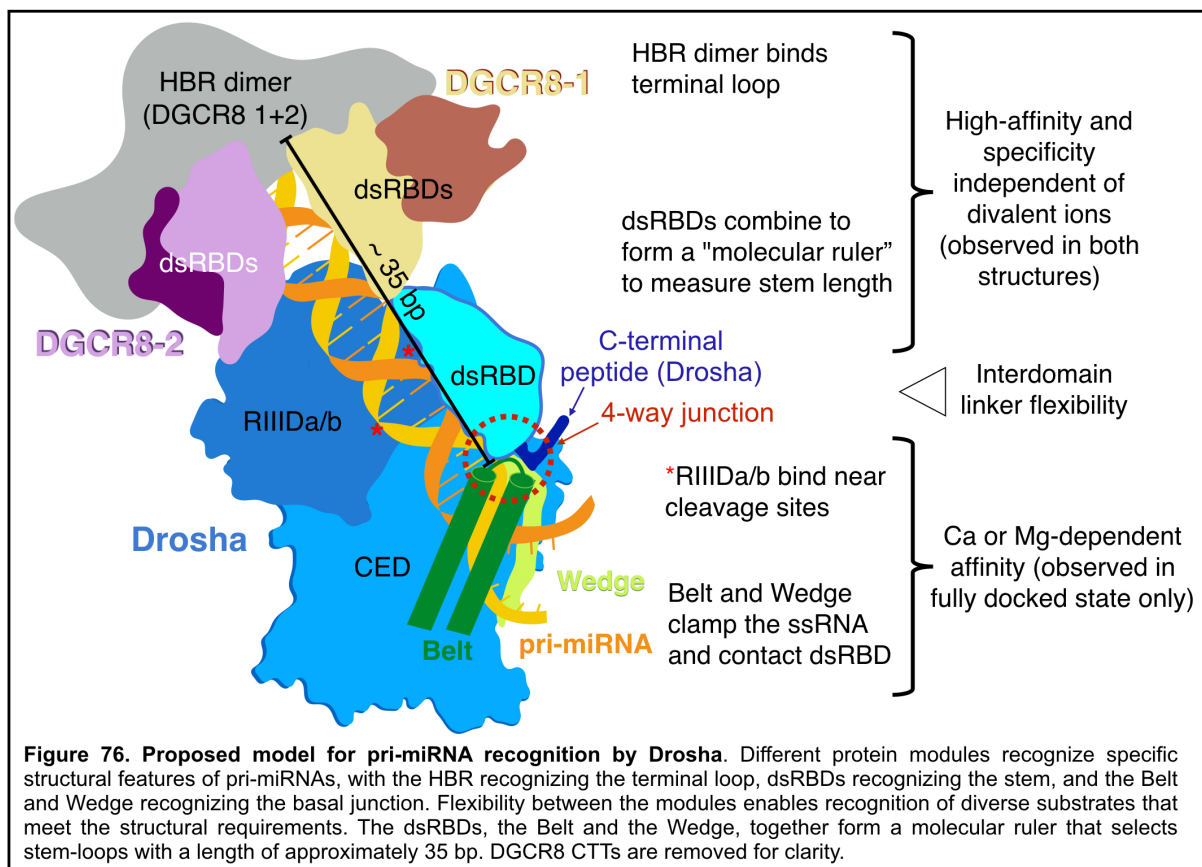 HBR dimer
(DGCR8 1+2)
DGCR8-1
dsRBDs
dsRBDs
DGCR8-2
~ 35 bp
dsRBD
C-terminal
peptide (Drosha)
4-way junction
RIIIDa/b
Drosha
CED
Wedge
Belt
pri-miRNA
HBR dimer binds
terminal loop
dsRBDs combine to
form a "molecular ruler”
to measure stem length
*RIIIDa/b bind near
cleavage sites
Belt and Wedge
clamp the ssRNA
and contact dsRBD
High-affinity and
specificity
independent of
divalent ions
(observed in both
structures)
Interdomain
linker flexibility
Ca or Mg-dependent
affinity (observed in
fully docked state only)
*
*
Figure 76. Proposed model for pri-miRNA recognition by Drosha. Different protein modules recognize specific
structural features of pri-miRNAs, with the HBR recognizing the terminal loop, dsRBDs recognizing the stem, and the Belt
and Wedge recognizing the basal junction. Flexibility between the modules enables recognition of diverse substrates that
meet the structural requirements. The dsRBDs, the Belt and the Wedge, together form a molecular ruler that selects
stem-loops with a length of approximately 35 bp. DGCR8 CTTs are removed for clarity.